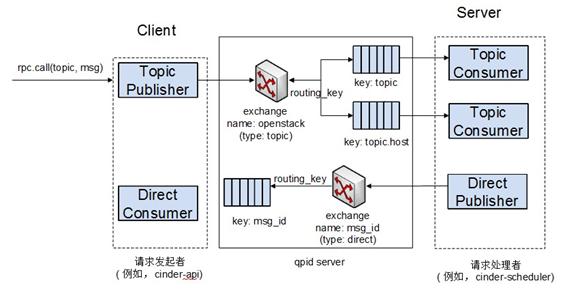 Client
Server
rpc.call(topic, msg)
Topic
Publisher
exchange
name: openstack
(type: topic)
routing_key
key: topic
key: topic.host
Topic
Consumer
Topic
Consumer
Direct
Consumer
key: msg_id
routing_key
exchange
name: msg_id
(type: direct)
Direct
Publisher
请求发起者
( 例如，cinder-api)
qpid server
请求处理者
( 例如，cinder-scheduler)